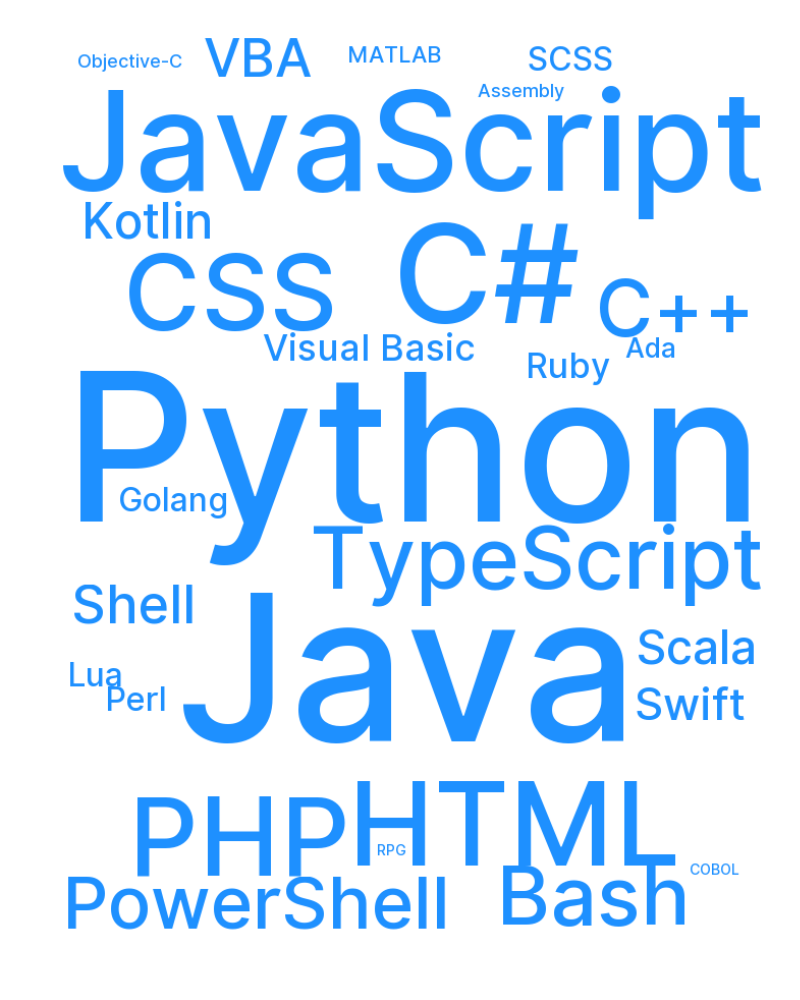 Objective-C
VBA
MATLAB
SCSS
Assembly
JavaScript
Kotlin
CSS
C#
C++
Visual Basic
Ruby
Ada
Python
Golang
TypeScript
Shell
Java
Scala
Lua
Perl
Swift
PHP
HTML
RPG
COBOL
PowerShell
Bash